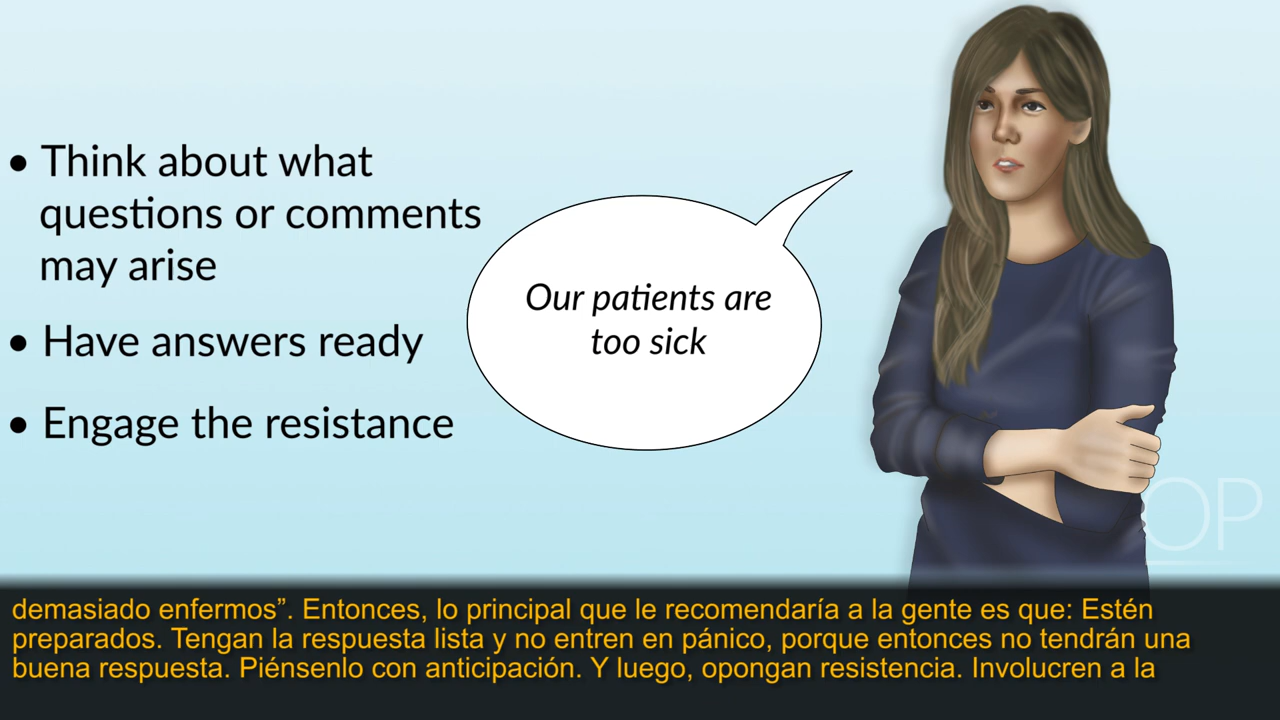 • Think about what
questions or comments
may arise
• Have answers ready
• Engage the resistance
Our patients are
too sick
OP
demasiado enfermos”. Entonces, lo principal que le recomendaría a la gente es que: Estén
preparados. Tengan la respuesta lista y no entren en pánico, porque entonces no tendrán una
buena respuesta. Piénsenlo con anticipación. Y luego, opongan resistencia. Involucren a la